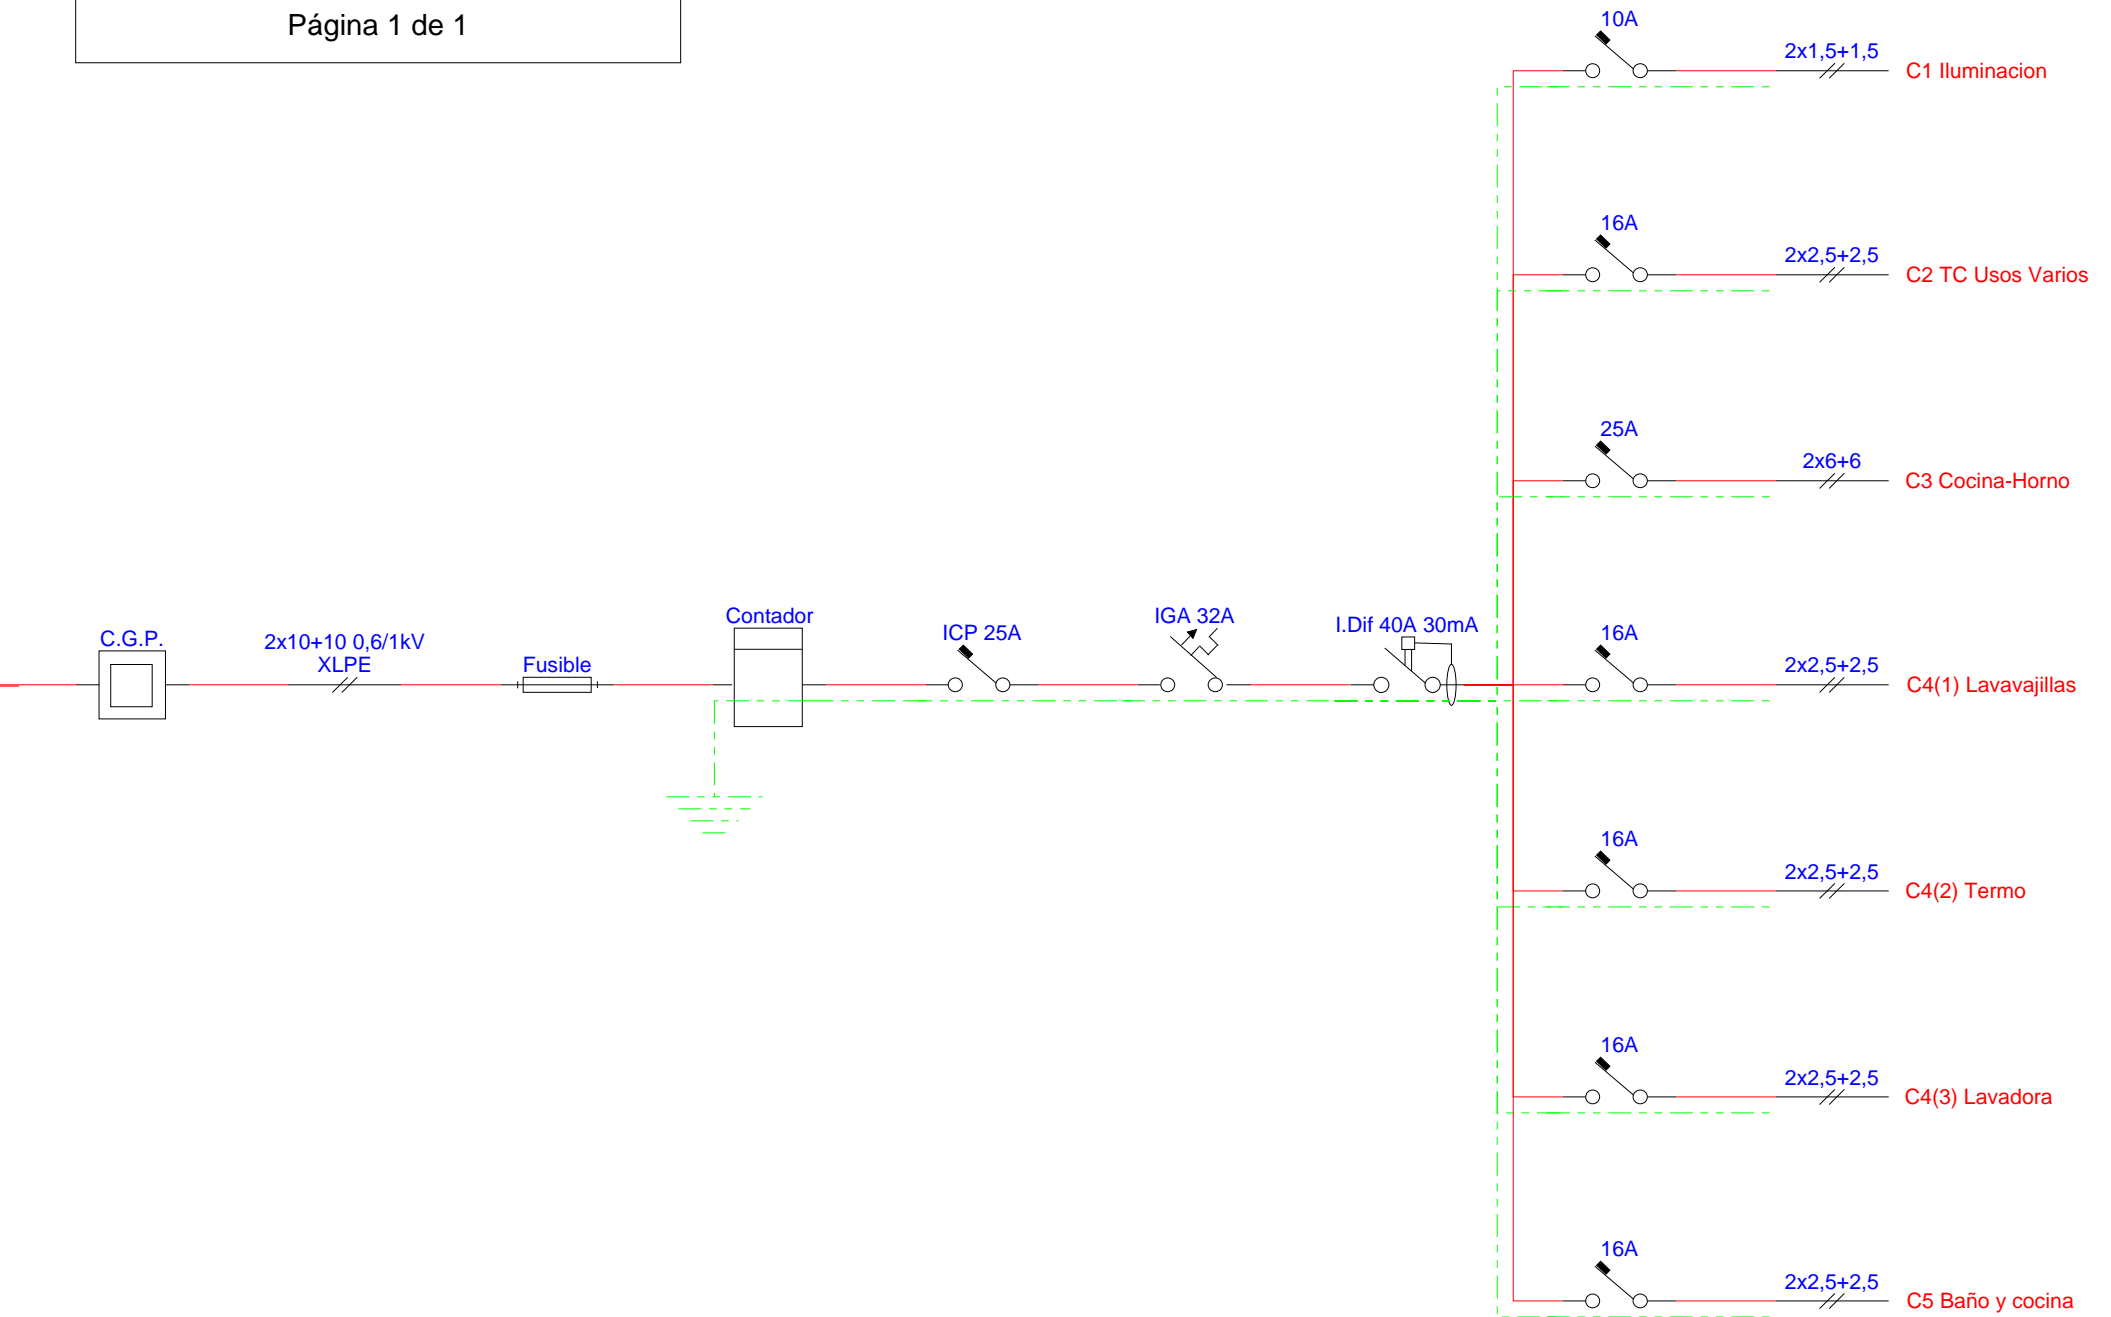 Página 1 de 1
10A
2x1,5+1,5
C1 Iluminacion
16A
2x2,5+2,5
C2 TC Usos Varios
25A
2x6+6
C3 Cocina-Horno
C.G.P.
2x10+10 0,6/1kV
XLPE
Fusible
Contador
ICP 25A
IGA 32A
I.Dif 40A 30mA
16A
2x2,5+2,5
C4(1) Lavavajillas
16A
2x2,5+2,5
C4(2) Termo
16A
2x2,5+2,5
C4(3) Lavadora
16A
2x2,5+2,5
C5 Baño y cocina